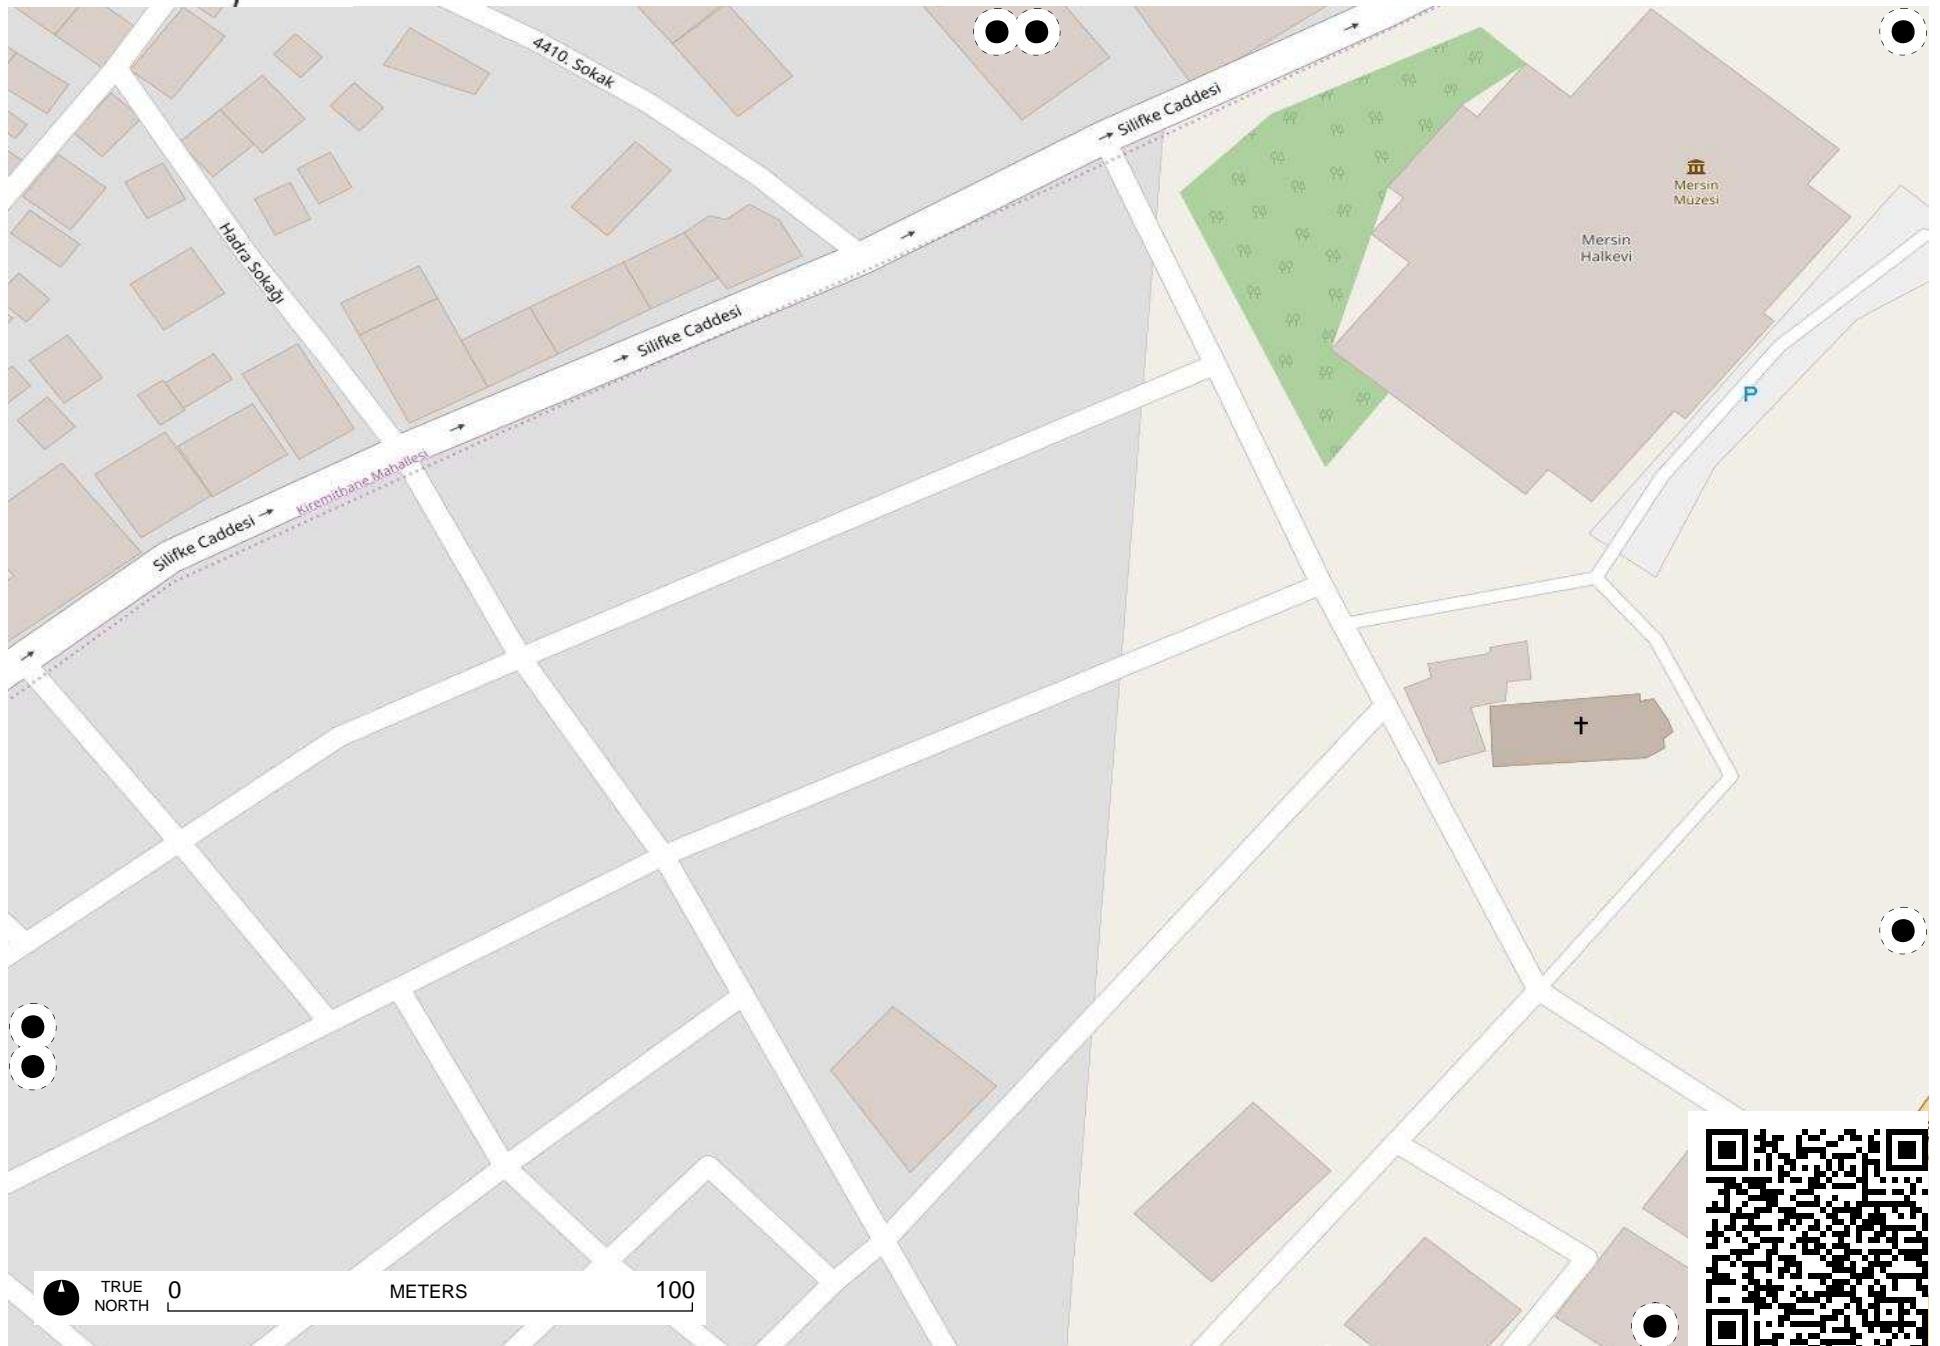 4410. Sokak
Silifke Caddesi
Mersin
Müzesi
Mersin
Halkevi
Hadra Sokağı
Silifke Caddesi
P
Kiremithane Mahallesi
Silifke Caddesi
TRUE
NORTH
0
METERS
100